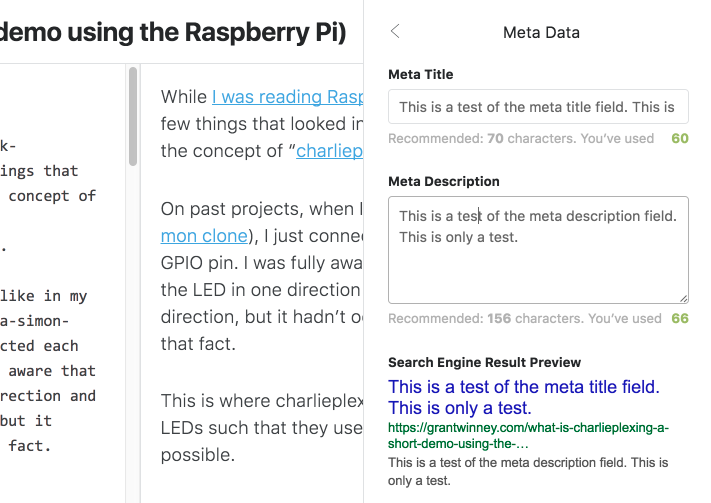 demo using the Raspberry Pi)
k-
ings that
concept of
.
like in my
a-simon-
cted each
aware that
rection and
but it
fact.
While I was reading Rasp
few things that looked in
the concept of “charliep
On past projects, when I
mon clone), I just conne
GPIO pin. I was fully awa
the LED in one direction
direction, but it hadn’t o
that fact.
This is where charlieplex
LEDs such that they use
possible.
Meta Data
Meta Title
This is a test of the meta title field. This is
Recommended: 70 characters. You’ve used 60
Meta Description
This is a test of the meta description field.
This is only a test.
Recommended: 156 characters. You’ve used 66
Search Engine Result Preview
This is a test of the meta title field.
This is only a test.
https://grantwinney.com/what-is-charlieplexing-a-
short-demo-using-the-…
This is a test of the meta description field. This is
only a test.